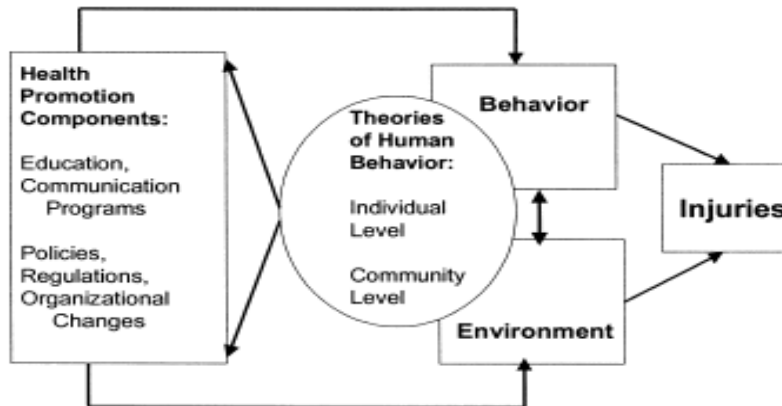 Health
Promotion
Components:
Education,
Communication
Programs
Policies,
Regulations,
Organizational
Changes
Theories
of Human
Behavior:
Individual
Level
Community
Level
Behavior
Environment
Injuries